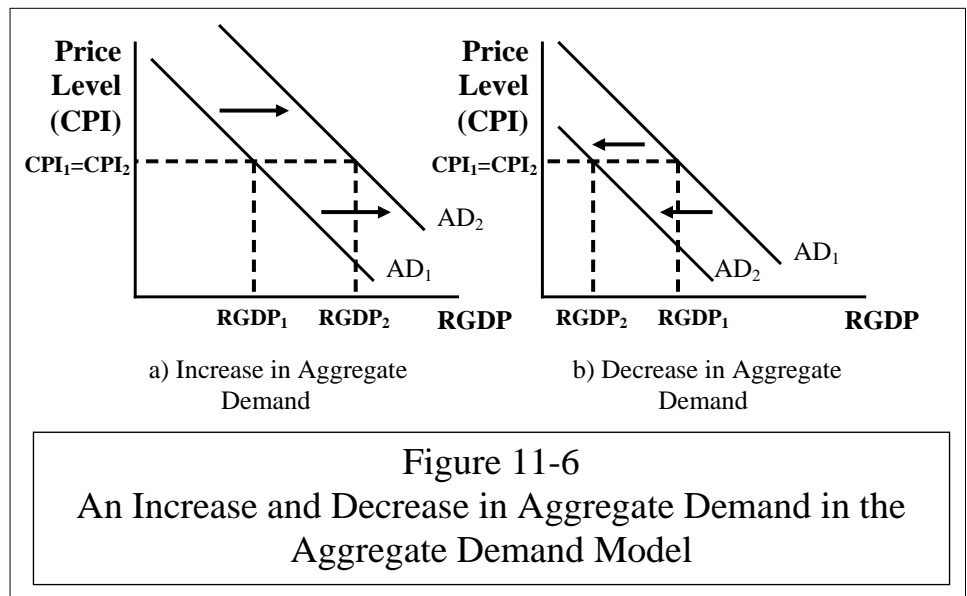 Price
Level
(CPI)
CPI₁=CPI₂
AD₂
AD₁
RGDP₁
RGDP₂
RGDP
a) Increase in Aggregate
Demand
Price
Level
(CPI)
CPI₁=CPI₂
AD₁
AD₂
RGDP₂
RGDP₁
RGDP
b) Decrease in Aggregate
Demand
Figure 11-6
An Increase and Decrease in Aggregate Demand in the
Aggregate Demand Model